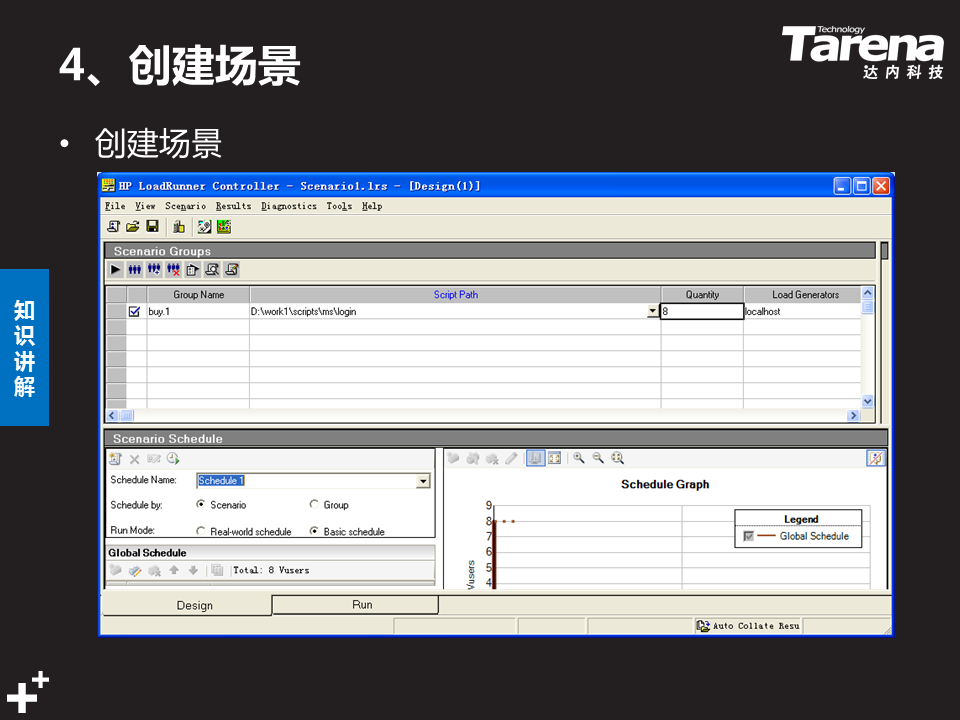 4、创建场景
Technology
Tarena
达内科技
• 创建场景
知识讲解
HP LoadRunner Controller - Scenario1.lrs - [Design(1)]
File View Scenario Results Diagnostics Tools Help
Scenario Groups
Group Name Script Path Quantity Load Generators
buy.1 D:\work1\scripts\ms\login 8 localhost
Scenario Schedule
Schedule Name: Schedule 1
Schedule by: Scenario Group
Run Mode: Real-world schedule Basic schedule
Global Schedule
Total: 8 Vusers
Schedule Graph
Legend
Global Schedule
9
8
7
6
5
4
Vusers
Design Run
Auto Collate Resu